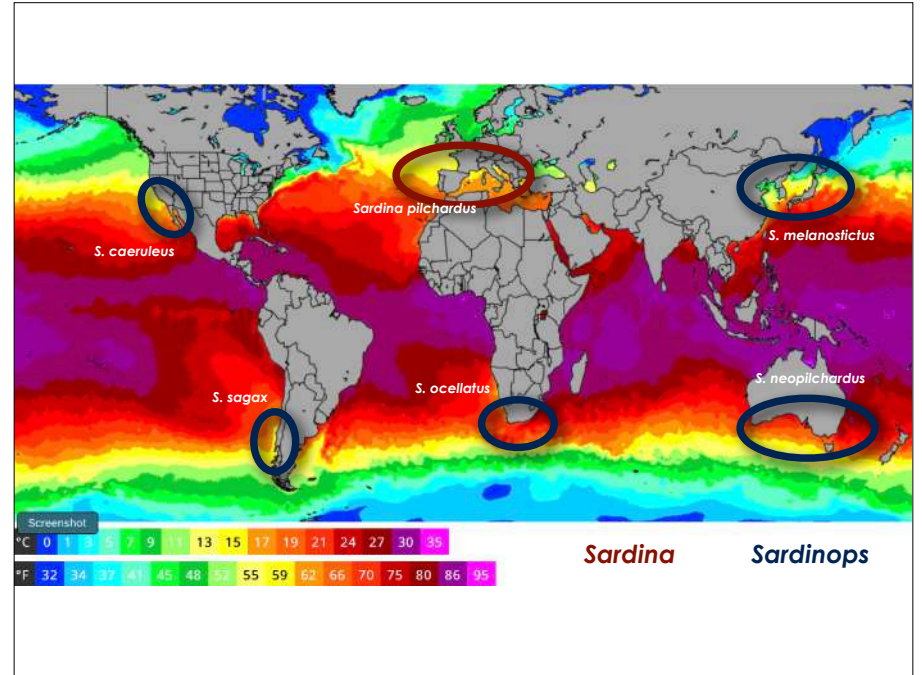 Sardina pilchardus
S. caeruleus
S. melanostictus
S. neopilchardus
S. sagax
S. ocellatus
Screenshot
°C 0 1 3 5 7 9 11 13 15 17 19 21 24 27 30 35
°F 32 34 37 41 45 48 52 55 59 62 66 70 75 80 86 95
Sardina Sardinops